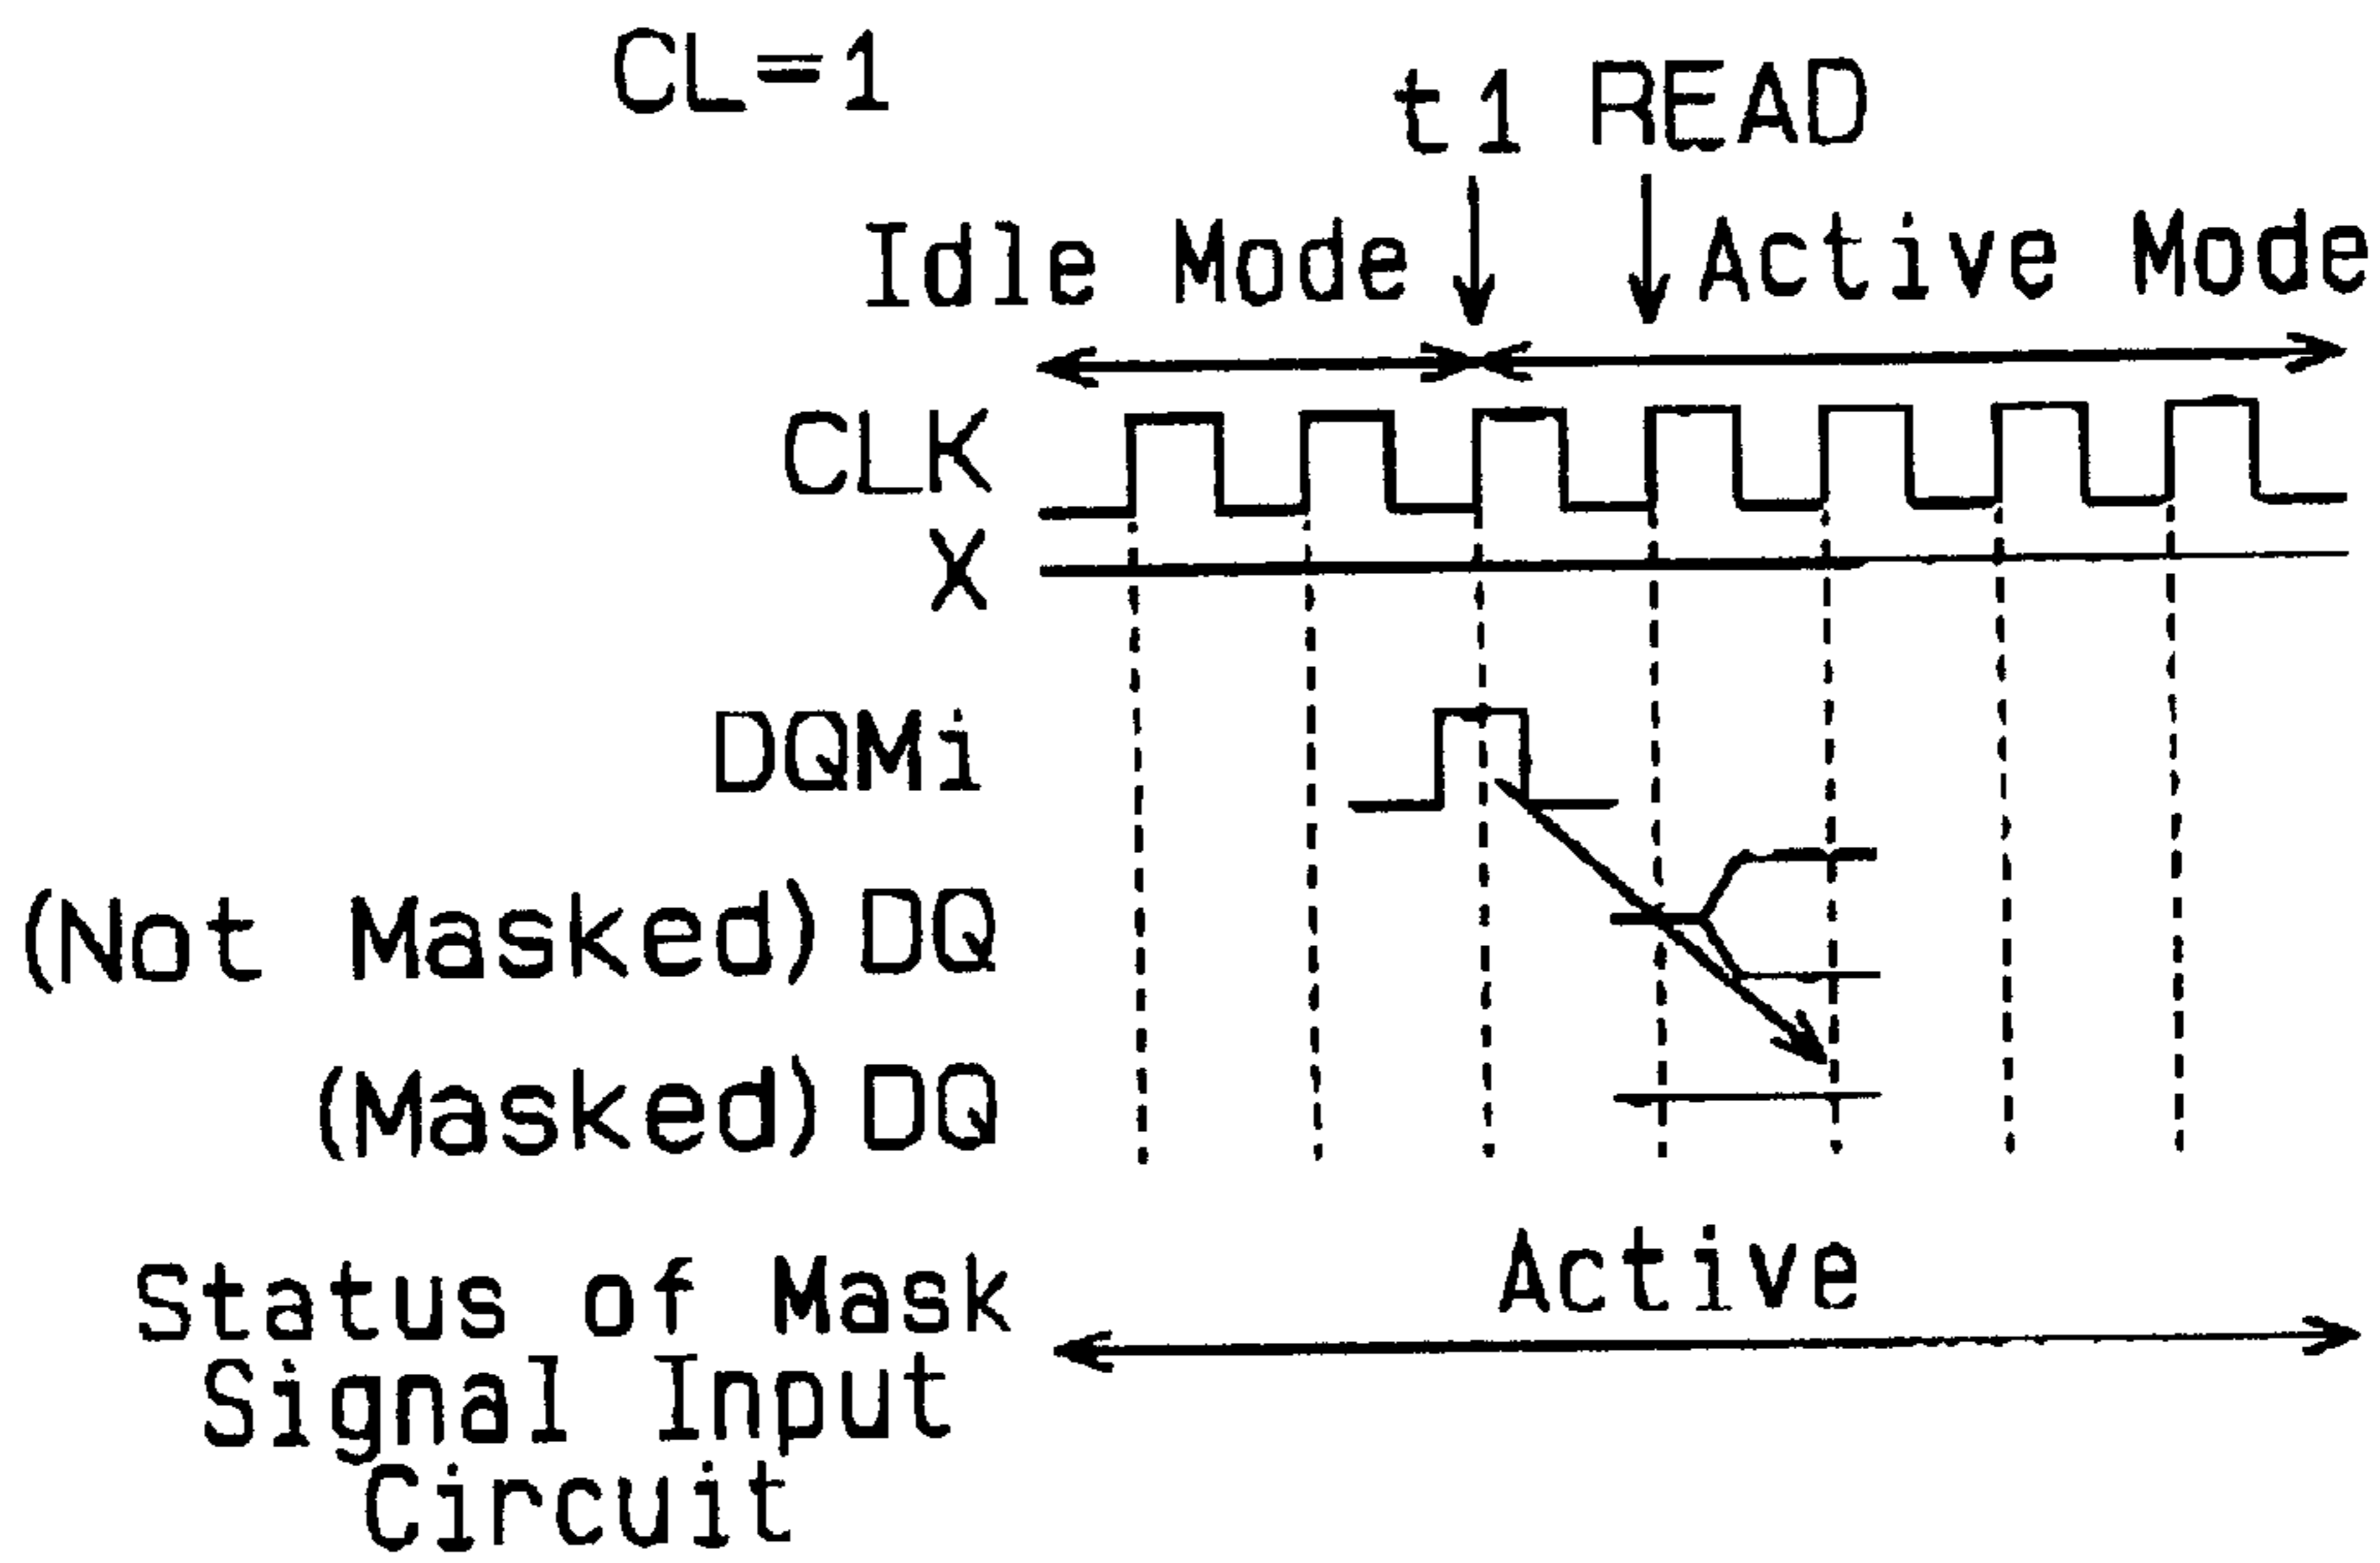 CL=1
t1 READ
Idle Mode Active Mode
CLK
X
DQMi
(Not Masked) DQ
(Masked) DQ
Active
Status of Mask
Signal Input
Circuit